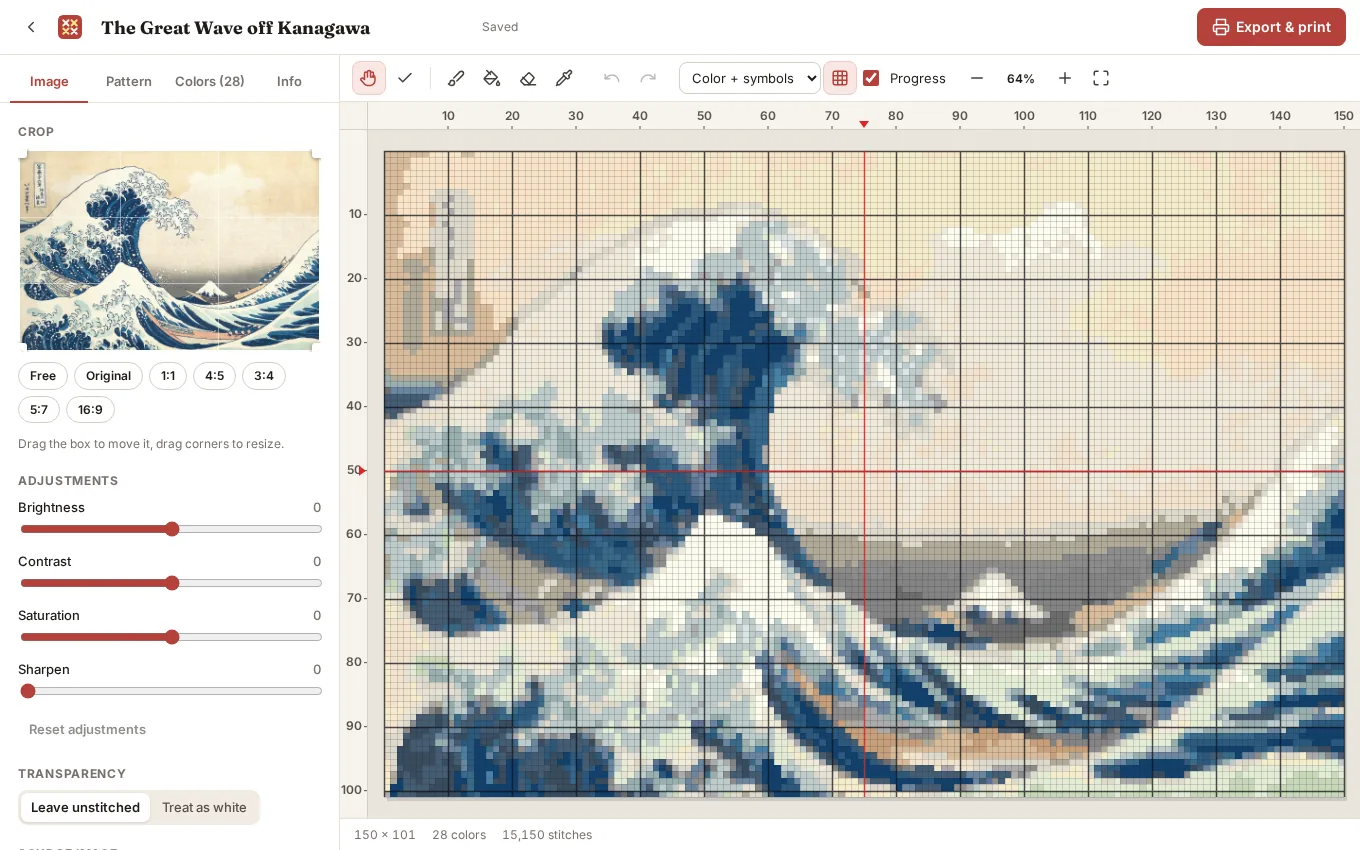 The Great Wave off Kanagawa
Saved
Export & print
Image
Pattern
Colors (28)
Info
Color + symbols
Progress
64%
CROP
Free
Original
1:1
4:5
3:4
5:7
16:9
Drag the box to move it, drag corners to resize.
ADJUSTMENTS
Brightness
0
Contrast
0
Saturation
0
Sharpen
0
Reset adjustments
TRANSPARENCY
Leave unstitched
Treat as white
10 20 30 40 50 60 70 80 90 100 110 120 130 140 150
10
20
30
40
50
60
70
80
90
100
150 × 101
28 colors
15,150 stitches